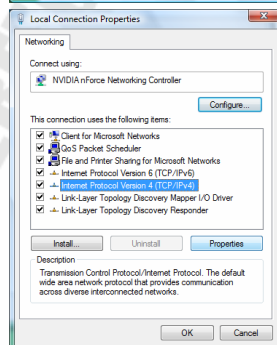 Local Connection Properties
Networking
Connect using:
NVIDIA nForce Networking Controller
Configure...
This connection uses the following items:
Client for Microsoft Networks
QoS Packet Scheduler
File and Printer Sharing for Microsoft Networks
Internet Protocol Version 6 (TCP/IPv6)
Internet Protocol Version 4 (TCP/IPv4)
Link-Layer Topology Discovery Mapper I/O Driver
Link-Layer Topology Discovery Responder
Install...
Uninstall
Properties
Description
Transmission Control Protocol/Internet Protocol. The default
wide area network protocol that provides communication
across diverse interconnected networks.
OK
Cancel